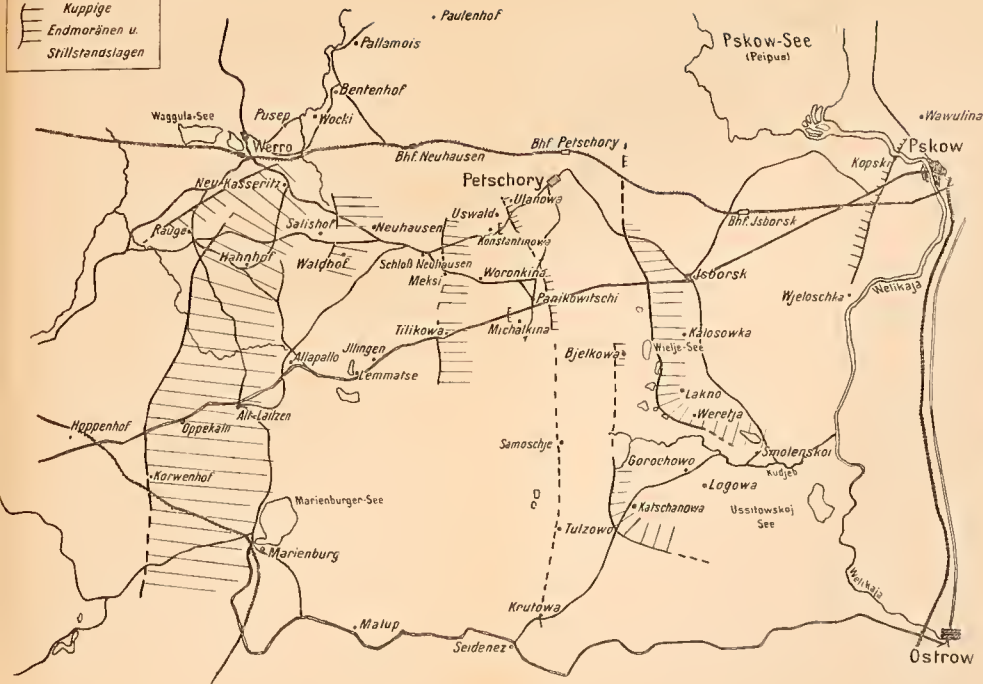 Kuppige
Endmoränen u.
Stillstandslagen
Paulenhof
Pallamois
Pskow-See
(Peipus)
Bentenhof
Waggula-See
Pusep
Wocki
Wawulina
Werro
Bhf. Neuhausen
Bhf Petschory
Kopski
Pskow
Neu-Kasseritz
Petschory
Ulanowa
Uswald
Bhf. Jsborsk
Rauge
Salishof
Neuhausen
Konstantinowa
Hahnhof
Waldhof
Schloß Neuhausen
Meksi
Woronkina
Jsborsk
Welikaja
Panikowitschi
Wjeloschka
Tilikowa
Michalkina
Kalosowka
Allapallo
Jllingen
Bjelkowa
Wielje-See
Lemmatse
Lakno
Alt-Laitzen
Weretja
Hoppenhof
Oppekaln
Samoschje
Smolenskoi
Gorochowo
Kudjeb
Korwenhof
Logowa
Marienburger-See
Katschanowa
Ussitowskoj
See
Tulzowo
Marienburg
Welikaja
Krutowa
Malup
Seidenez
Ostrow